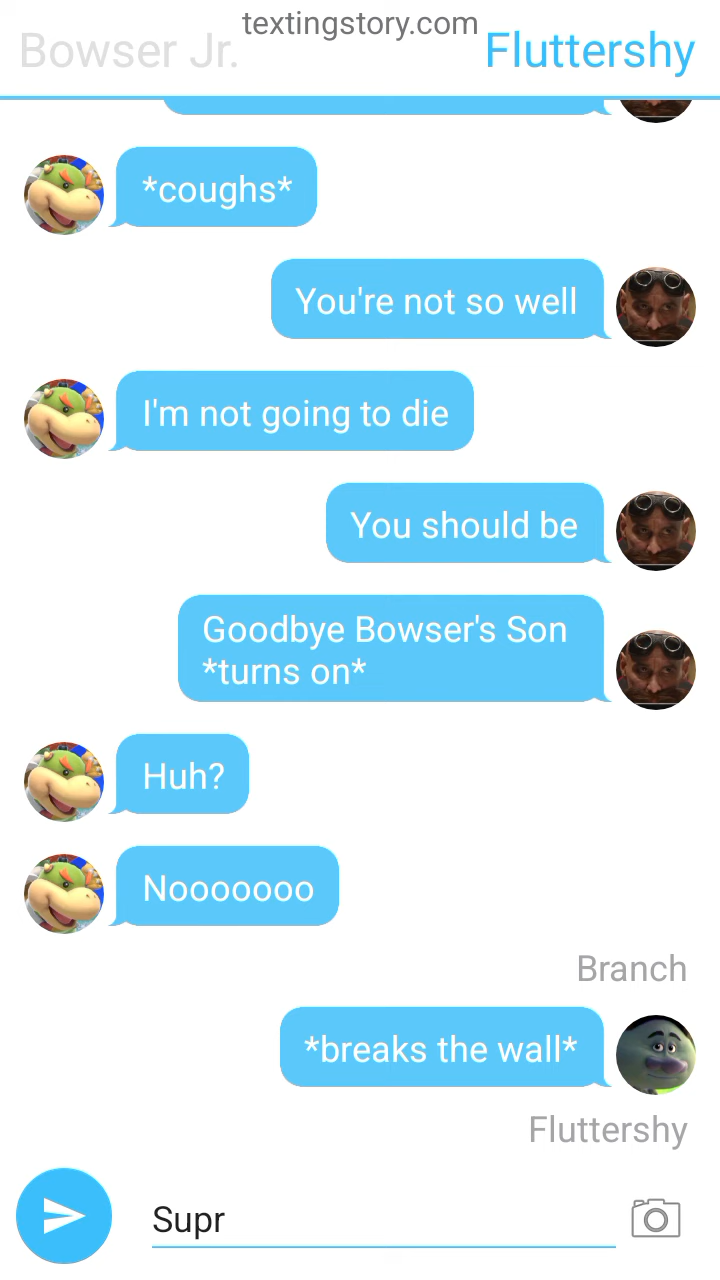 textingstory.com
Bowser Jr.
Fluttershy
*coughs*
You're not so well
I'm not going to die
You should be
Goodbye Bowser's Son
*turns on*
Huh?
Nooooooo
Branch
*breaks the wall*
Fluttershy
Supr